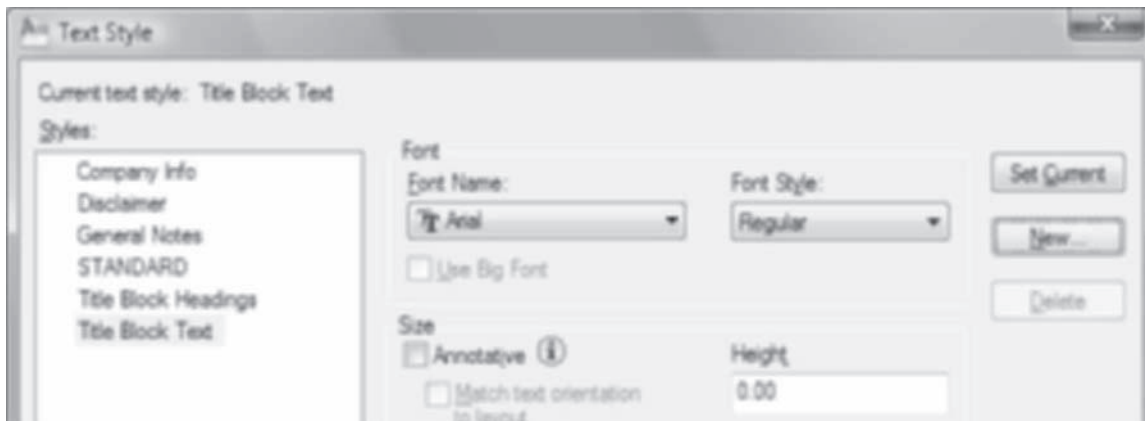 Text Style
Current text style: Title Block Text
Styles:
Company Info
Disclaimer
General Notes
STANDARD
Title Block Headings
Title Block Text
Font
Font Name:
Arial
Font Style:
Regular
Use Big Font
Size
Annotative
Match text orientation
to layout
Height
0.00
Set Current
New...
Delete